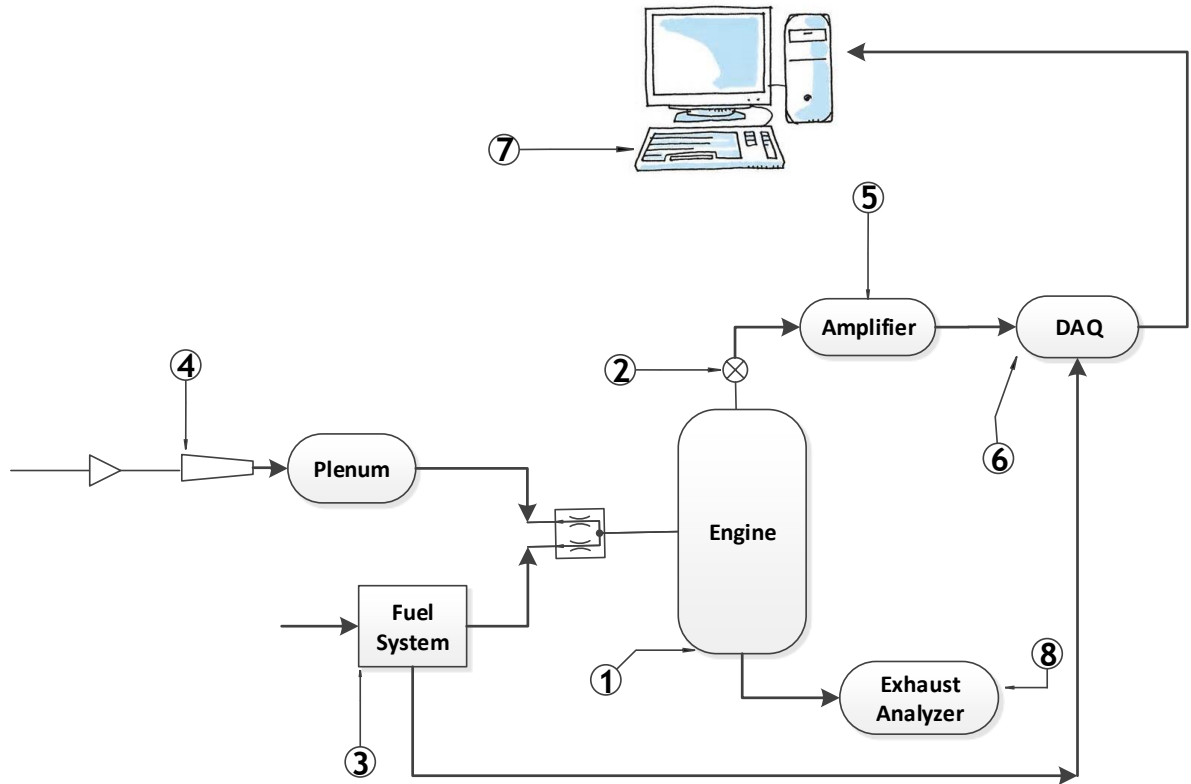 7
5
Amplifier
DAQ
2
4
6
Plenum
Engine
Fuel
System
1
8
Exhaust
Analyzer
3